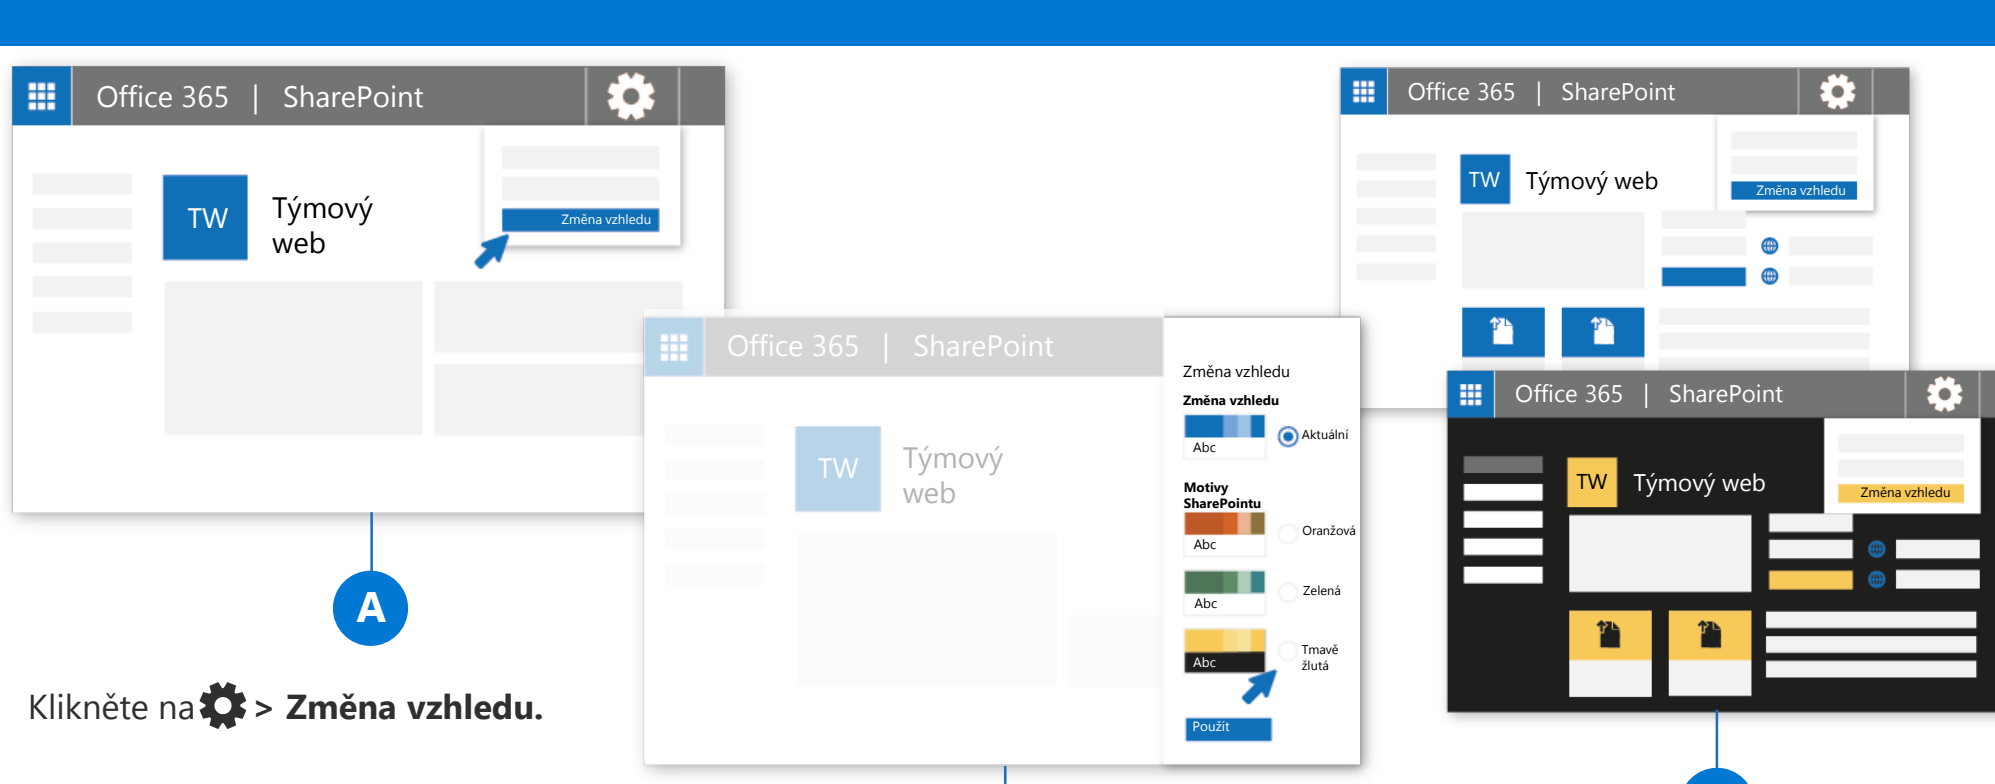 Office 365 | SharePoint
Týmový
web
TW
Změna vzhledu
A
Klikněte na > Změna vzhledu.
Office 365 | SharePoint
TW
Týmový
web
Změna vzhledu
Změna vzhledu
Abc
Aktuální
Motivy
SharePointu
Abc
Oranžová
Abc
Zelená
Abc
Tmavě
žlutá
Použít
Office 365 | SharePoint
TW
Týmový web
Změna vzhledu
Office 365 | SharePoint
TW
Týmový web
Změna vzhledu